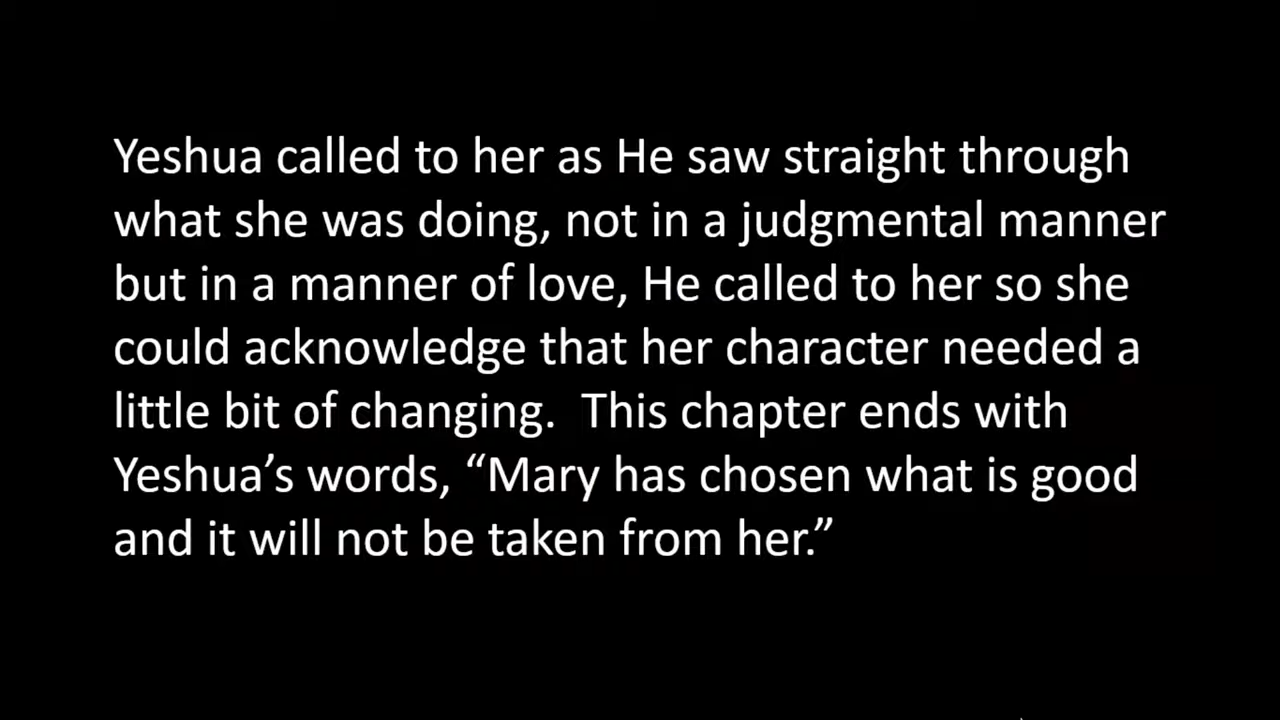 Yeshua called to her as He saw straight through
what she was doing, not in a judgmental manner
but in a manner of love, He called to her so she
could acknowledge that her character needed a
little bit of changing.  This chapter ends with
Yeshua’s words, “Mary has chosen what is good
and it will not be taken from her.”